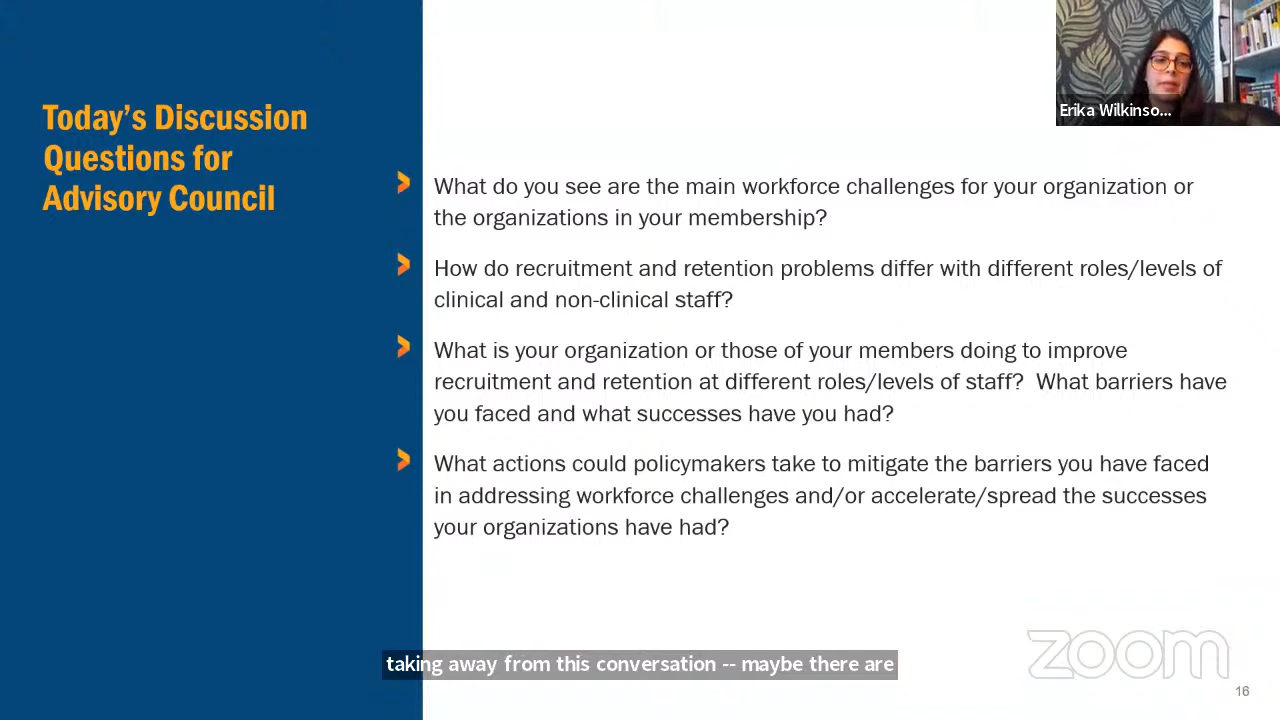 Today's Discussion
Questions for
Advisory Council
Erika Wilkinso...
What do you see are the main workforce challenges for your organization or
the organizations in your membership?
How do recruitment and retention problems differ with different roles/levels of
clinical and non-clinical staff?
What is your organization or those of your members doing to improve
recruitment and retention at different roles/levels of staff?  What barriers have
you faced and what successes have you had?
What actions could policymakers take to mitigate the barriers you have faced
in addressing workforce challenges and/or accelerate/spread the successes
your organizations have had?
taking away from this conversation -- maybe there are
zoom
16